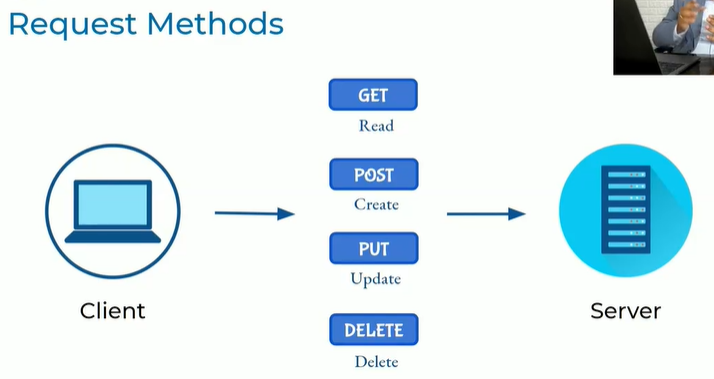 Request Methods
GET
Read
POST
Create
PUT
Update
DELETE
Delete
Client
Server